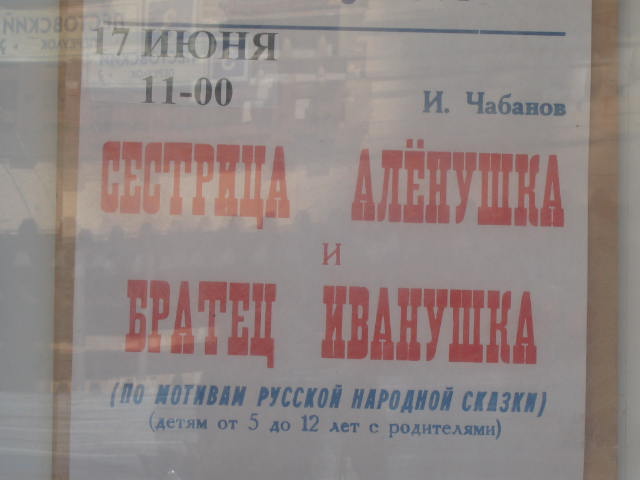 ПЕСТОВСКИЙ
17 ИЮНЯ
11-00
И. Чабанов
СЕСТРИЦА АЛЁНУШКА
И
БРАТЕЦ ИВАНУШКА
(ПО МОТИВАМ РУССКОЙ НАРОДНОЙ СКАЗКИ)
(детям от 5 до 12 лет с родителями)